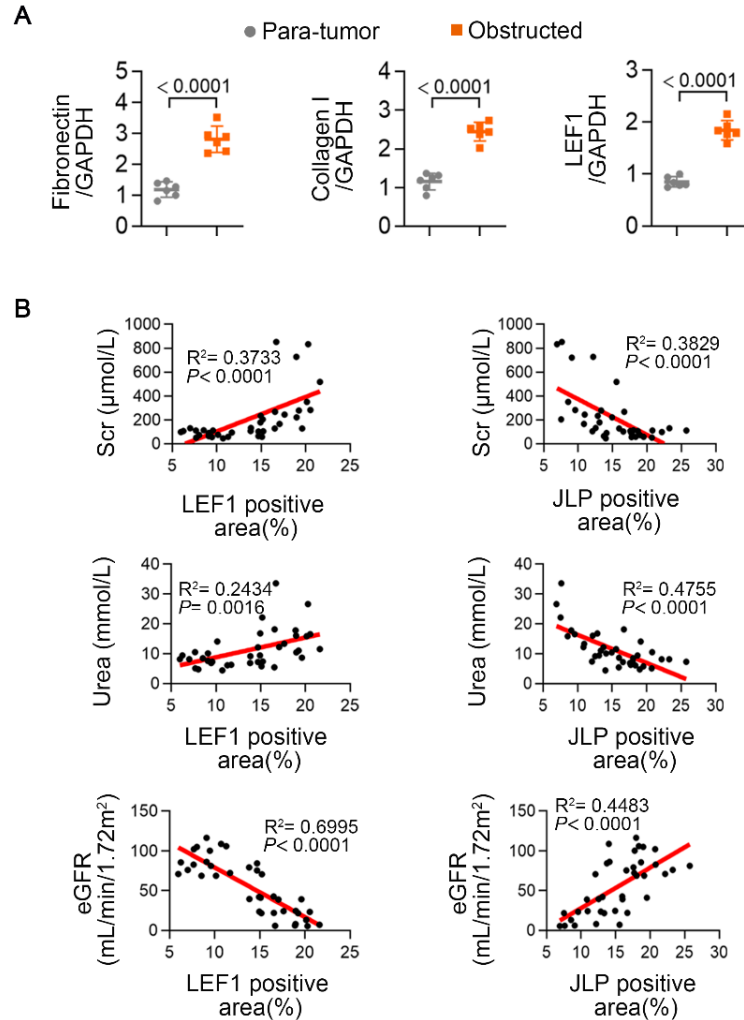 A
Para-tumor Obstructed
Fibronectin
/GAPDH
5
4
3
2
1
0
< 0.0001
Collagen I
/GAPDH
4
3
2
1
0
< 0.0001
LEF1
/GAPDH
3
2
1
0
< 0.0001
B
Scr (μmol/L)
1000
800
600
400
200
0
R²= 0.3733
P< 0.0001
5 10 15 20 25
LEF1 positive
area(%)
Scr (μmol/L)
1000
800
600
400
200
0
R²= 0.3829
P< 0.0001
5 10 15 20 25 30
JLP positive
area(%)
Urea (mmol/L)
40
30
20
10
0
R²= 0.2434
P= 0.0016
5 10 15 20 25
LEF1 positive
area(%)
Urea (mmol/L)
40
30
20
10
0
R²= 0.4755
P< 0.0001
5 10 15 20 25 30
JLP positive
area(%)
eGFR
(mL/min/1.72m²)
150
100
50
0
R²= 0.6995
P< 0.0001
5 10 15 20 25
LEF1 positive
area(%)
eGFR
(mL/min/1.72m²)
150
100
50
0
R²= 0.4483
P< 0.0001
5 10 15 20 25 30
JLP positive
area(%)